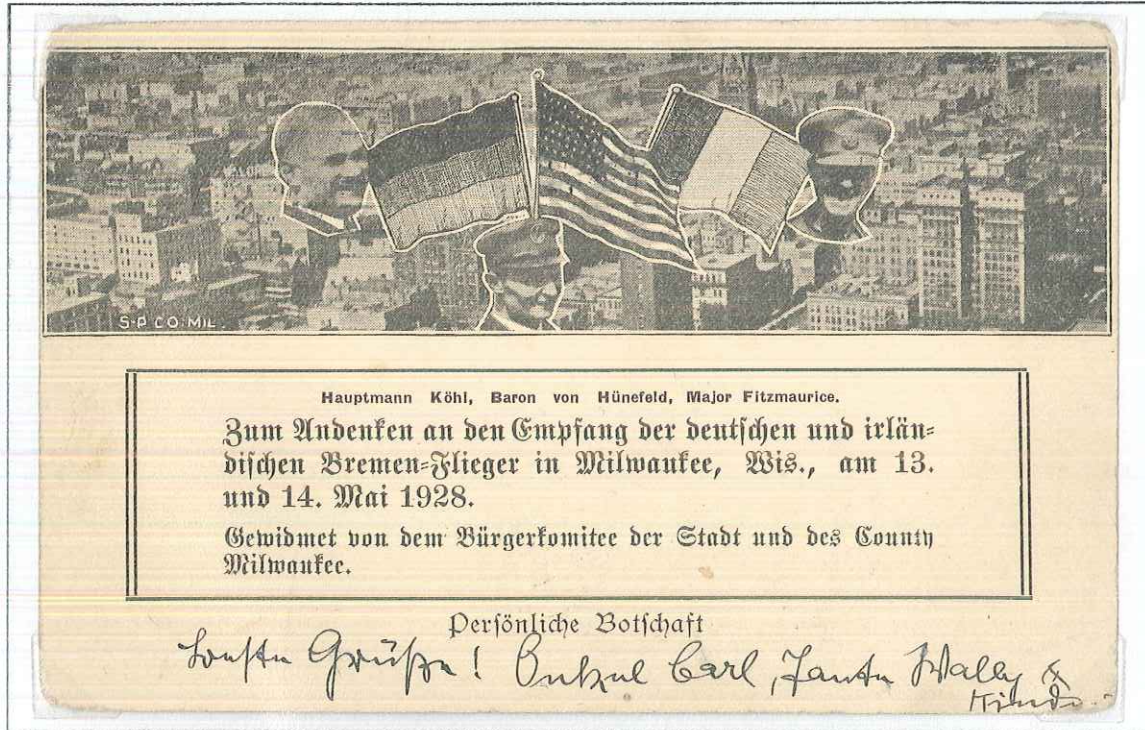 S-P CO. MIL.
Hauptmann Köhl, Baron von Hünefeld, Major Fitzmaurice.
Zum Andenken an den Empfang der deutschen und irlän-
dischen Bremen-Flieger in Milwaukee, Wis., am 13.
und 14. Mai 1928.
Gewidmet von dem Bürgerkomitee der Stadt und des County
Milwaukee.
Persönliche Botschaft
Grüße! Onkel Carl, Tante Wally &